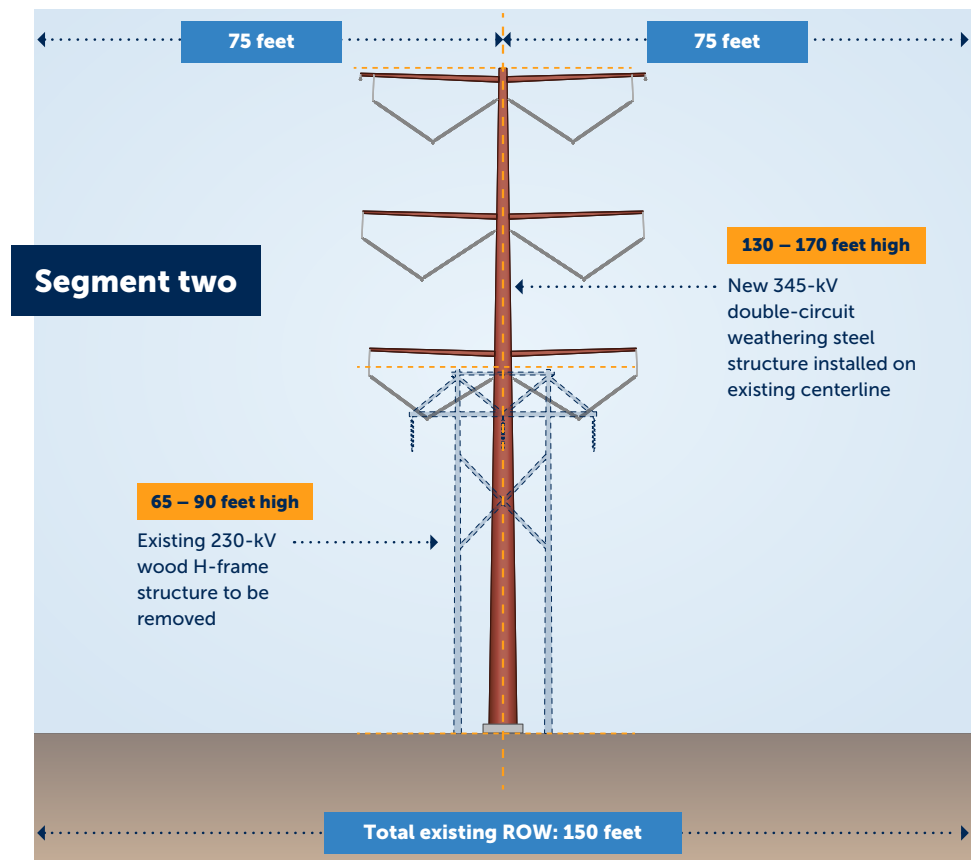 75 feet
75 feet
Segment two
130 – 170 feet high
New 345-kV
double-circuit
weathering steel
structure installed on
existing centerline
65 – 90 feet high
Existing 230-kV
wood H-frame
structure to be
removed
Total existing ROW: 150 feet